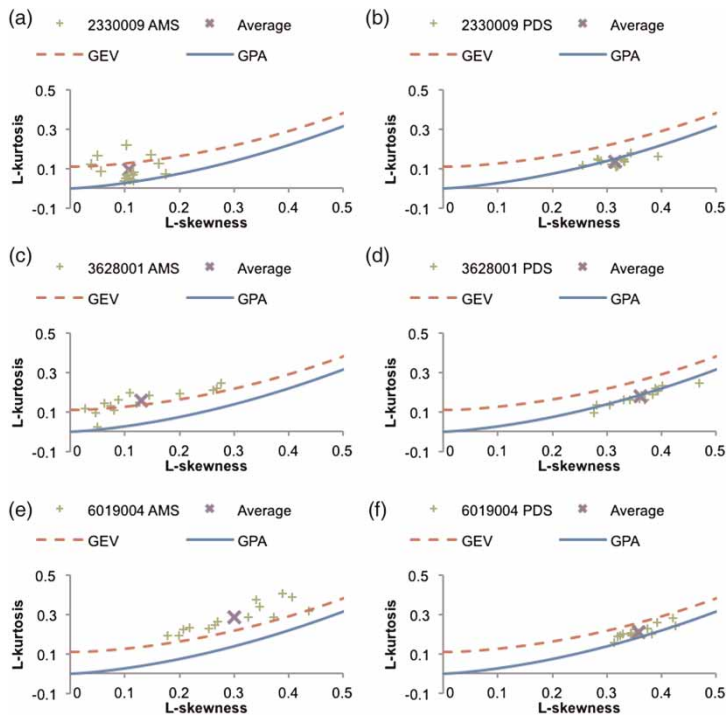 (a) 2330009 AMS Average
GEV GPA
0.5
0.3
0.1
-0.1
0 0.1 0.2 0.3 0.4 0.5
L-kurtosis
L-skewness
(b) 2330009 PDS Average
GEV GPA
0.5
0.3
0.1
-0.1
0 0.1 0.2 0.3 0.4 0.5
L-kurtosis
L-skewness
(c) 3628001 AMS Average
GEV GPA
0.5
0.3
0.1
-0.1
0 0.1 0.2 0.3 0.4 0.5
L-kurtosis
L-skewness
(d) 3628001 PDS Average
GEV GPA
0.5
0.3
0.1
-0.1
0 0.1 0.2 0.3 0.4 0.5
L-kurtosis
L-skewness
(e) 6019004 AMS Average
GEV GPA
0.5
0.3
0.1
-0.1
0 0.1 0.2 0.3 0.4 0.5
L-kurtosis
L-skewness
(f) 6019004 PDS Average
GEV GPA
0.5
0.3
0.1
-0.1
0 0.1 0.2 0.3 0.4 0.5
L-kurtosis
L-skewness